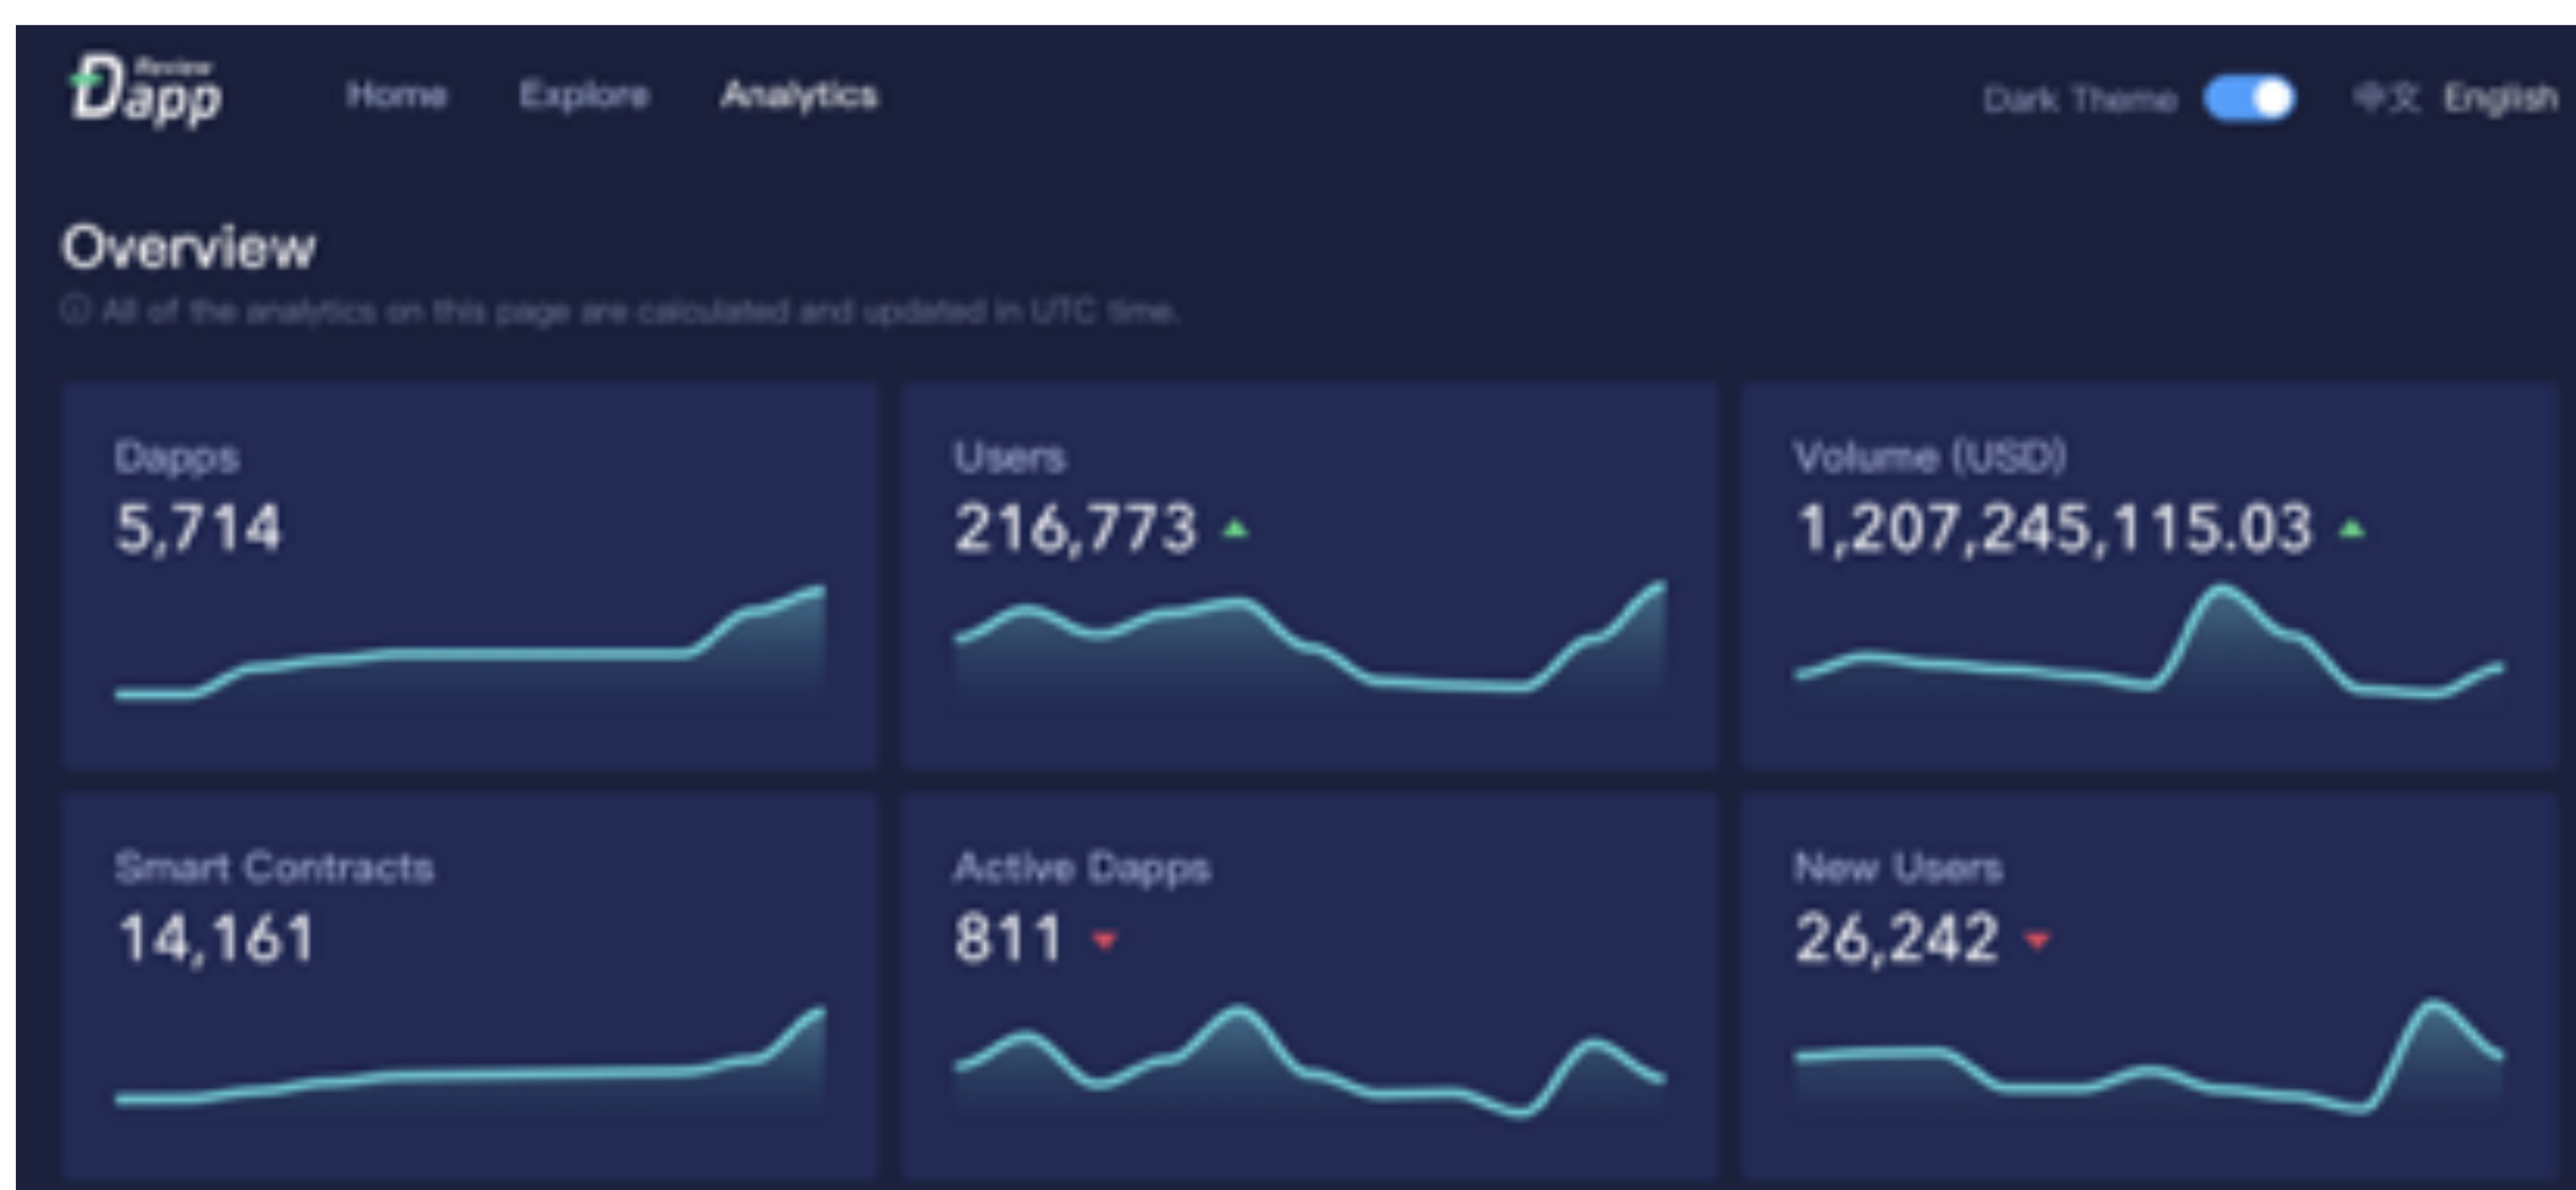 Dapp Review
Home Explore Analytics
Dark Theme 中文 English
Overview
All of the analytics on this page are calculated and updated in UTC time.
Dapps
5,714
Users
216,773
Volume (USD)
1,207,245,115.03
Smart Contracts
14,161
Active Dapps
811
New Users
26,242